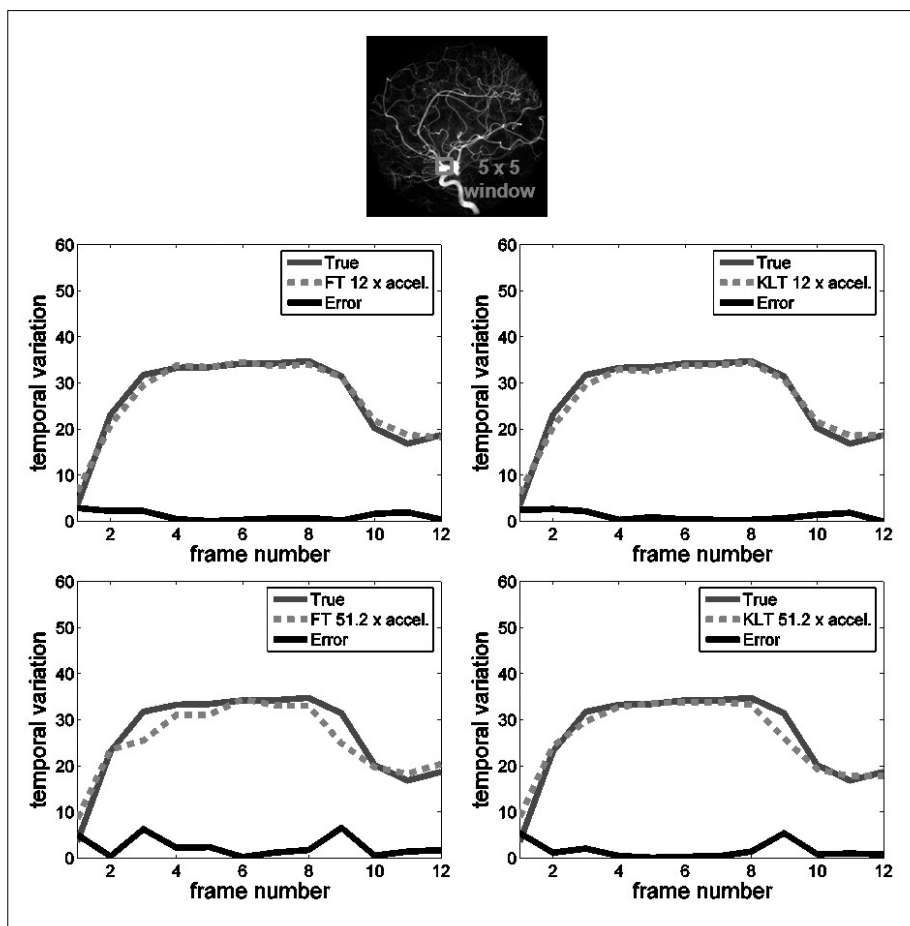 5 x 5
window
60
50
40
30
20
10
0
temporal variation
True
FT 12 x accel.
Error
2
4
6
8
10
12
frame number
60
50
40
30
20
10
0
temporal variation
True
KLT 12 x accel.
Error
2
4
6
8
10
12
frame number
60
50
40
30
20
10
0
temporal variation
True
FT 51.2 x accel.
Error
2
4
6
8
10
12
frame number
60
50
40
30
20
10
0
temporal variation
True
KLT 51.2 x accel.
Error
2
4
6
8
10
12
frame number